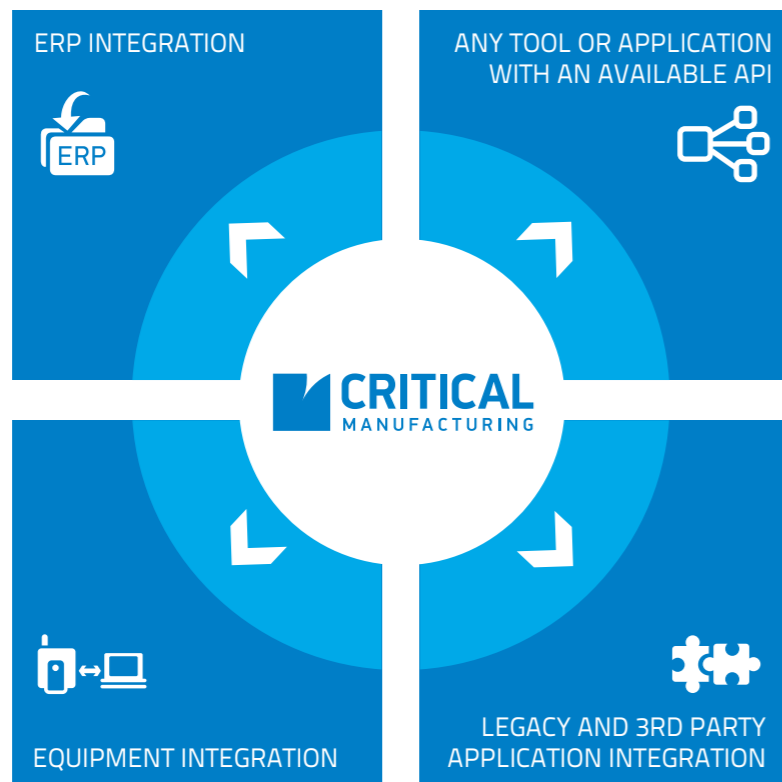 ERP INTEGRATION
ANY TOOL OR APPLICATION
WITH AN AVAILABLE API
ERP
CRITICAL
MANUFACTURING
EQUIPMENT INTEGRATION
LEGACY AND 3RD PARTY
APPLICATION INTEGRATION